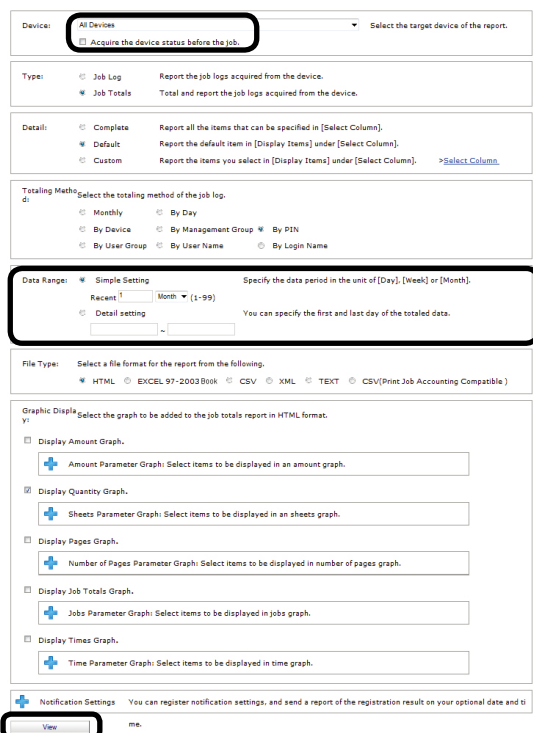 Device: All Devices Select the target device of the report.
Acquire the device status before the job.
Type: Job Log Report the job logs acquired from the device.
Job Totals Total and report the job logs acquired from the device.
Detail: Complete Report all the items that can be specified in [Select Column].
Default Report the default item in [Display Items] under [Select Column].
Custom Report the items you select in [Display Items] under [Select Column]. >Select Column
Totaling Metho
d: Select the totaling method of the job log.
Monthly By Day
By Device By Management Group By PIN
By User Group By User Name By Login Name
Data Range: Simple Setting Specify the data period in the unit of [Day], [Week] or [Month].
Recent 1 Month (1-99)
Detail setting You can specify the first and last day of the totaled data.
~
File Type: Select a file format for the report from the following.
HTML EXCEL 97-2003 Book CSV XML TEXT CSV(Print Job Accounting Compatible )
Graphic Displa
y: Select the graph to be added to the job totals report in HTML format.
Display Amount Graph.
Amount Parameter Graph: Select items to be displayed in an amount graph.
Display Quantity Graph.
Sheets Parameter Graph: Select items to be displayed in an sheets graph.
Display Pages Graph.
Number of Pages Parameter Graph: Select items to be displayed in number of pages graph.
Display Job Totals Graph.
Jobs Parameter Graph: Select items to be displayed in jobs graph.
Display Times Graph.
Time Parameter Graph: Select items to be displayed in time graph.
Notification Settings You can register notification settings, and send a report of the registration result on your optional date and ti
me.
View